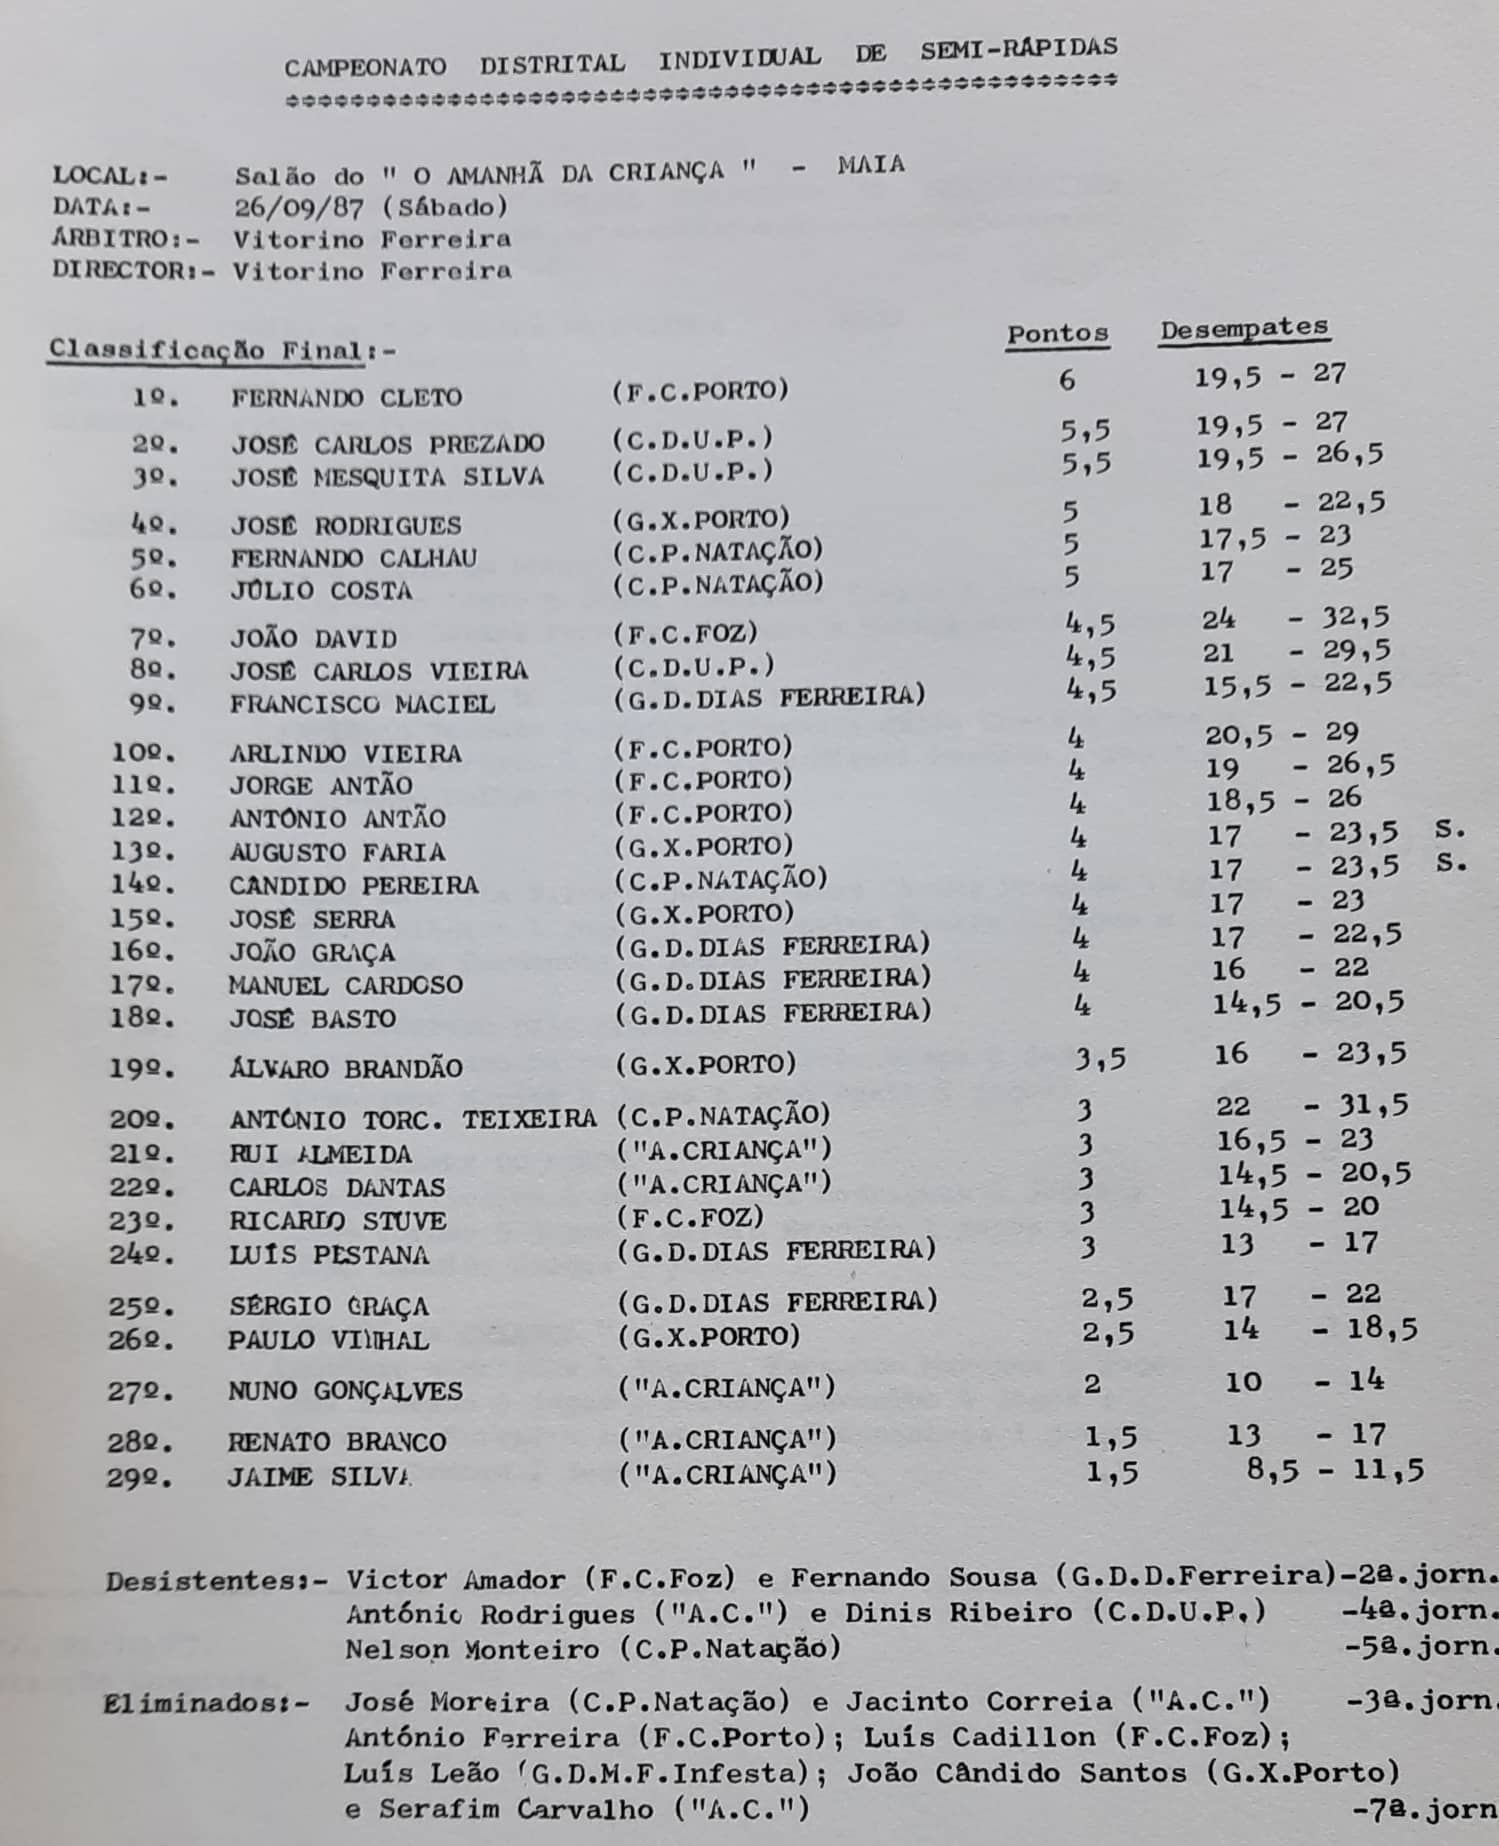 CAMPEONATO DISTRITAL INDIVIDUAL DE SEMI-RÁPIDAS
LOCAL:- Salão do " O AMANHÃ DA CRIANÇA " - MAIA
DATA:- 26/09/87 (Sábado)
ÁRBITRO:- Vitorino Ferreira
DIRECTOR:- Vitorino Ferreira
Classificação Final:- Pontos Desempates
1º. FERNANDO CLETO (F.C.PORTO) 6 19,5 - 27
2º. JOSÉ CARLOS PREZADO (C.D.U.P.) 5,5 19,5 - 27
3º. JOSÉ MESQUITA SILVA (C.D.U.P.) 5,5 19,5 - 26,5
4º. JOSÉ RODRIGUES (G.X.PORTO) 5 18 - 22,5
5º. FERNANDO CALHAU (C.P.NATAÇÃO) 5 17,5 - 23
6º. JÚLIO COSTA (C.P.NATAÇÃO) 5 17 - 25
7º. JOÃO DAVID (F.C.FOZ) 4,5 24 - 32,5
8º. JOSÉ CARLOS VIEIRA (C.D.U.P.) 4,5 21 - 29,5
9º. FRANCISCO MACIEL (G.D.DIAS FERREIRA) 4,5 15,5 - 22,5
10º. ARLINDO VIEIRA (F.C.PORTO) 4 20,5 - 29
11º. JORGE ANTÃO (F.C.PORTO) 4 19 - 26,5
12º. ANTÓNIO ANTÃO (F.C.PORTO) 4 18,5 - 26
13º. AUGUSTO FARIA (G.X.PORTO) 4 17 - 23,5 S.
14º. CÂNDIDO PEREIRA (C.P.NATAÇÃO) 4 17 - 23,5 S.
15º. JOSÉ SERRA (G.X.PORTO) 4 17 - 23
16º. JOÃO GRAÇA (G.D.DIAS FERREIRA) 4 17 - 22,5
17º. MANUEL CARDOSO (G.D.DIAS FERREIRA) 4 16 - 22
18º. JOSÉ BASTO (G.D.DIAS FERREIRA) 4 14,5 - 20,5
19º. ÁLVARO BRANDÃO (G.X.PORTO) 3,5 16 - 23,5
20º. ANTÓNIO TORC. TEIXEIRA (C.P.NATAÇÃO) 3 22 - 31,5
21º. RUI ALMEIDA ("A.CRIANÇA") 3 16,5 - 23
22º. CARLOS DANTAS ("A.CRIANÇA") 3 14,5 - 20,5
23º. RICARDO STUVE (F.C.FOZ) 3 14,5 - 20
24º. LUÍS PESTANA (G.D.DIAS FERREIRA) 3 13 - 17
25º. SÉRGIO GRAÇA (G.D.DIAS FERREIRA) 2,5 17 - 22
26º. PAULO VINHAL (G.X.PORTO) 2,5 14 - 18,5
27º. NUNO GONÇALVES ("A.CRIANÇA") 2 10 - 14
28º. RENATO BRANCO ("A.CRIANÇA") 1,5 13 - 17
29º. JAIME SILVA ("A.CRIANÇA") 1,5 8,5 - 11,5
Desistentes:- Victor Amador (F.C.Foz) e Fernando Sousa (G.D.D.Ferreira)-2ª.jorn.
António Rodrigues ("A.C.") e Dinis Ribeiro (C.D.U.P.) -4ª.jorn.
Nelson Monteiro (C.P.Natação) -5ª.jorn.
Eliminados:- José Moreira (C.P.Natação) e Jacinto Correia ("A.C.") -3ª.jorn.
António Ferreira (F.C.Porto); Luís Cadillon (F.C.Foz);
Luís Leão (G.D.M.F.Infesta); João Cândido Santos (G.X.Porto)
e Serafim Carvalho ("A.C.") -7ª.jorn